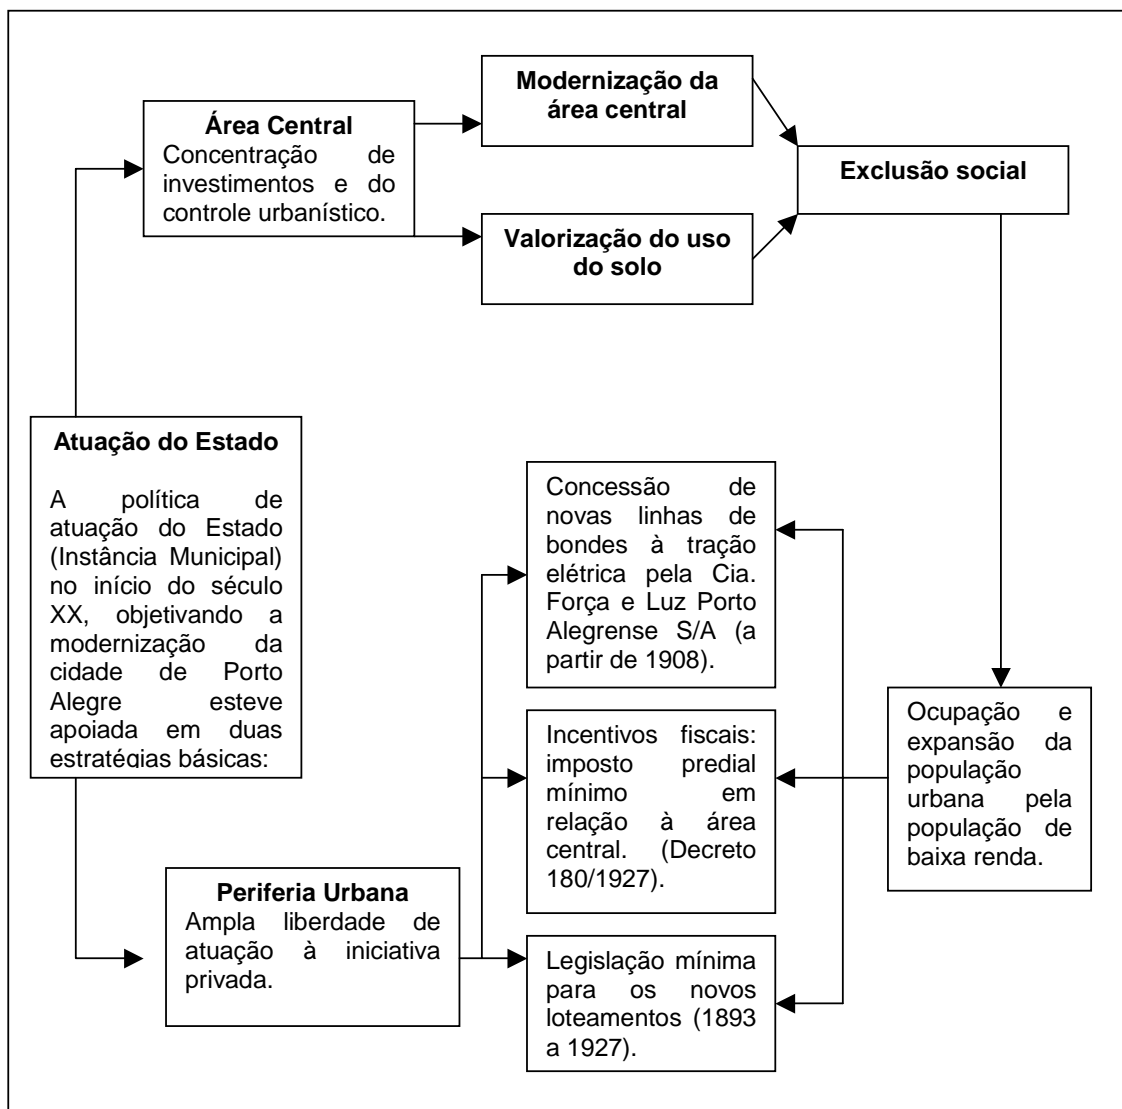 Modernização da
área central
Área Central
Concentração de
investimentos e do
controle urbanístico.
Exclusão social
Valorização do uso
do solo
Atuação do Estado
A política de
atuação do Estado
(Instância Municipal)
no início do século
XX, objetivando a
modernização da
cidade de Porto
Alegre esteve
apoiada em duas
estratégias básicas:
Concessão de
novas linhas de
bondes à tração
elétrica pela Cia.
Força e Luz Porto
Alegrense S/A (a
partir de 1908).
Incentivos fiscais:
imposto predial
mínimo em
relação à área
central. (Decreto
180/1927).
Ocupação e
expansão da
população
urbana pela
população de
baixa renda.
Periferia Urbana
Ampla liberdade de
atuação à iniciativa
privada.
Legislação mínima
para os novos
loteamentos (1893
a 1927).